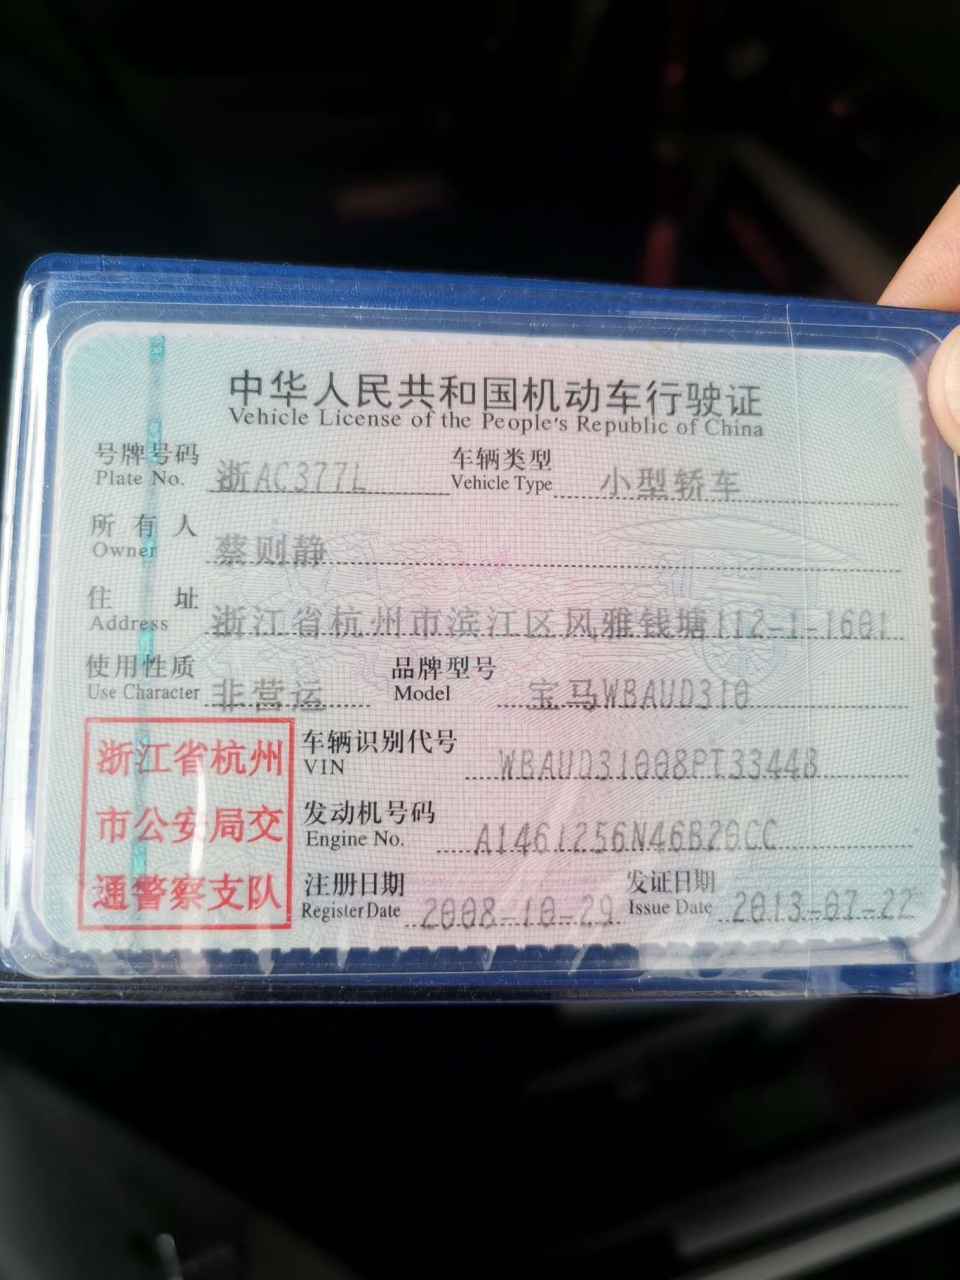 中华人民共和国机动车行驶证
Vehicle License of the People's Republic of China
号牌号码 浙AC377L 车辆类型 小型轿车
Plate No. Vehicle Type
所有人 蔡则静
Owner
住址 浙江省杭州市滨江区风雅钱塘112-1-1601
Address
使用性质 非营运 品牌型号 宝马WBAUD310
Use Character Model
浙江省杭州
市公安局交
通警察支队
车辆识别代号 WBAUD31008PT33448
VIN
发动机号码 A1461256N46B20CC
Engine No.
注册日期 2008-10-29 发证日期 2013-07-22
Register Date Issue Date